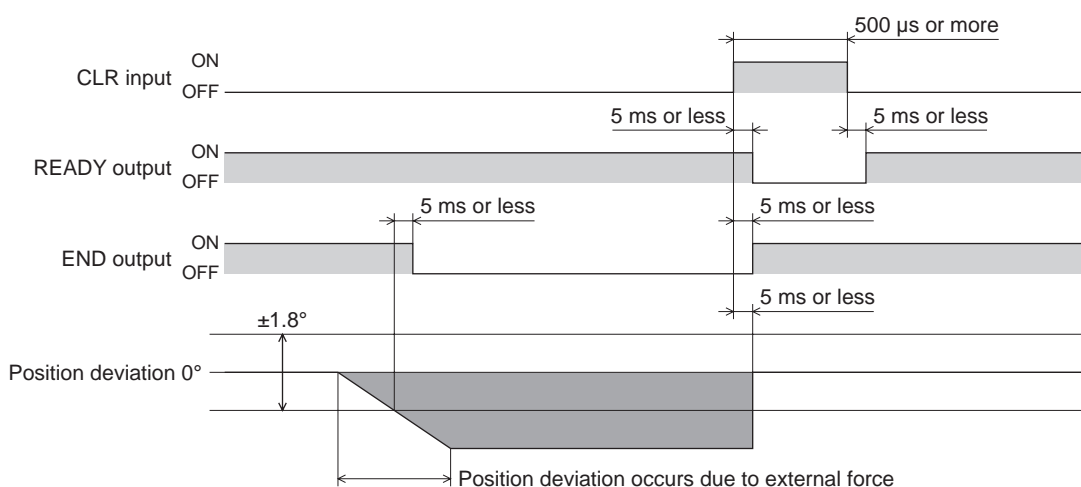 500 µs or more
ON
CLR input
OFF
5 ms or less
5 ms or less
ON
READY output
OFF
5 ms or less
5 ms or less
ON
END output
OFF
5 ms or less
±1.8°
Position deviation 0°
Position deviation occurs due to external force